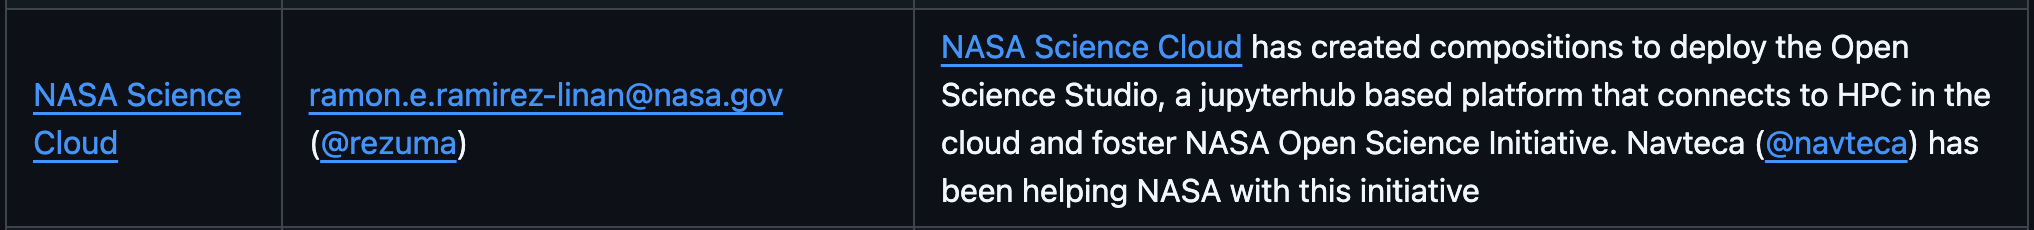 NASA Science
Cloud
ramon.e.ramirez-linan@nasa.gov
(@rezuma)
NASA Science Cloud has created compositions to deploy the Open
Science Studio, a jupyterhub based platform that connects to HPC in the
cloud and foster NASA Open Science Initiative. Navteca (@navteca) has
been helping NASA with this initiative